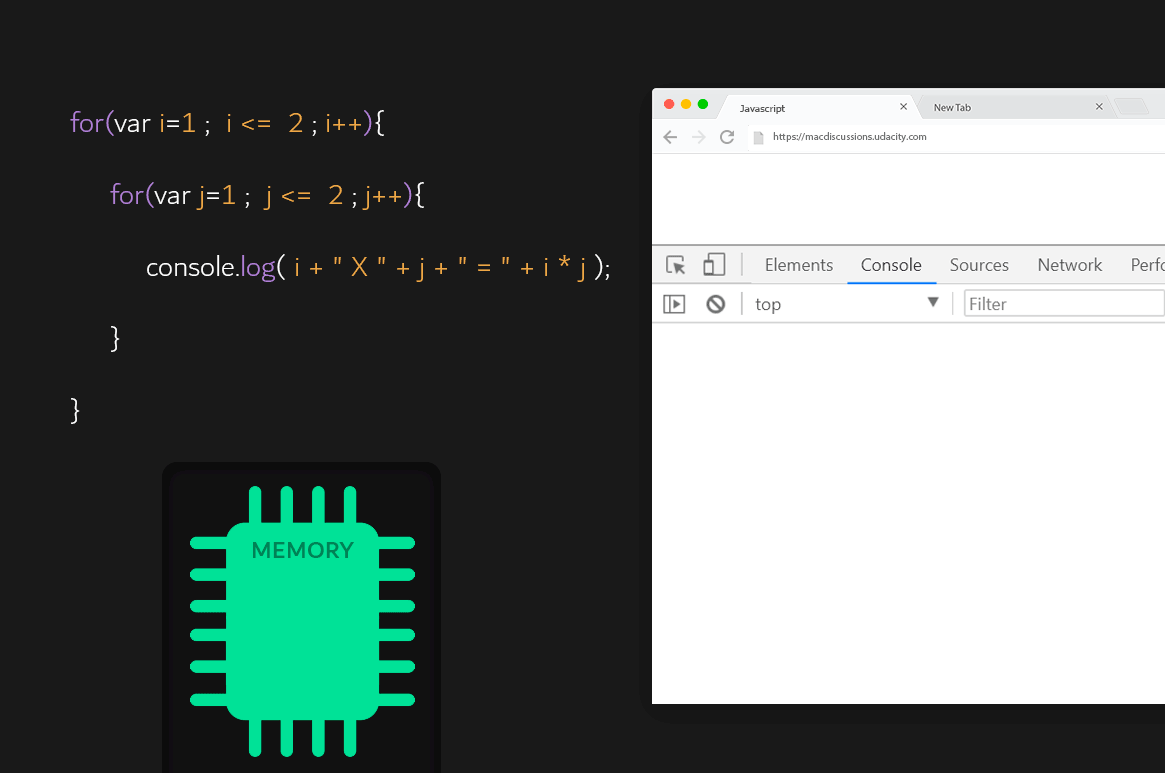 for(var i=1 ; i <= 2 ; i++){
for(var j=1 ; j <= 2 ; j++){
console.log( i + " X " + j + " = " + i * j );
}
}
MEMORY
Javascript
New Tab
https://macdiscussions.udacity.com
Elements Console Sources Network Perfo
top Filter